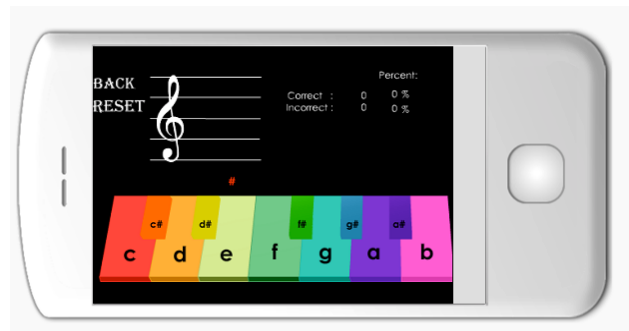 BACK
RESET
Percent:
Correct : 0 0 %
Incorrect : 0 0 %
#
c# d# f# g# a#
c d e f g a b